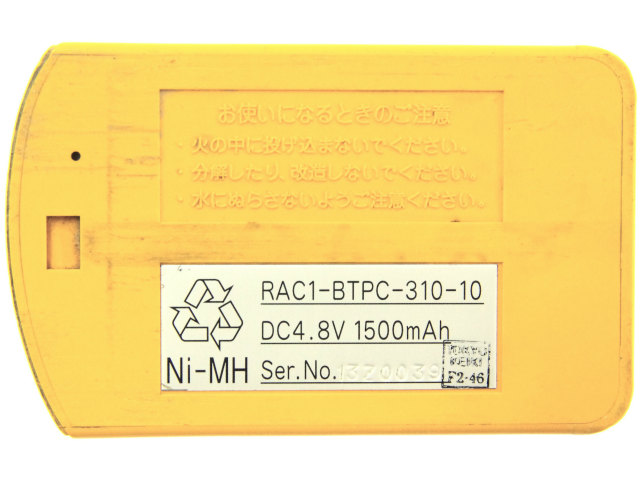 お使いになるときのご注意
・火の中に投げ込まないでください。
・分解したり、改造しないでください。
・水にぬらさないようご注意ください。
RAC1-BTPC-310-10
DC4.8V 1500mAh
Ni-MH Ser.No. 1320039
F2-46